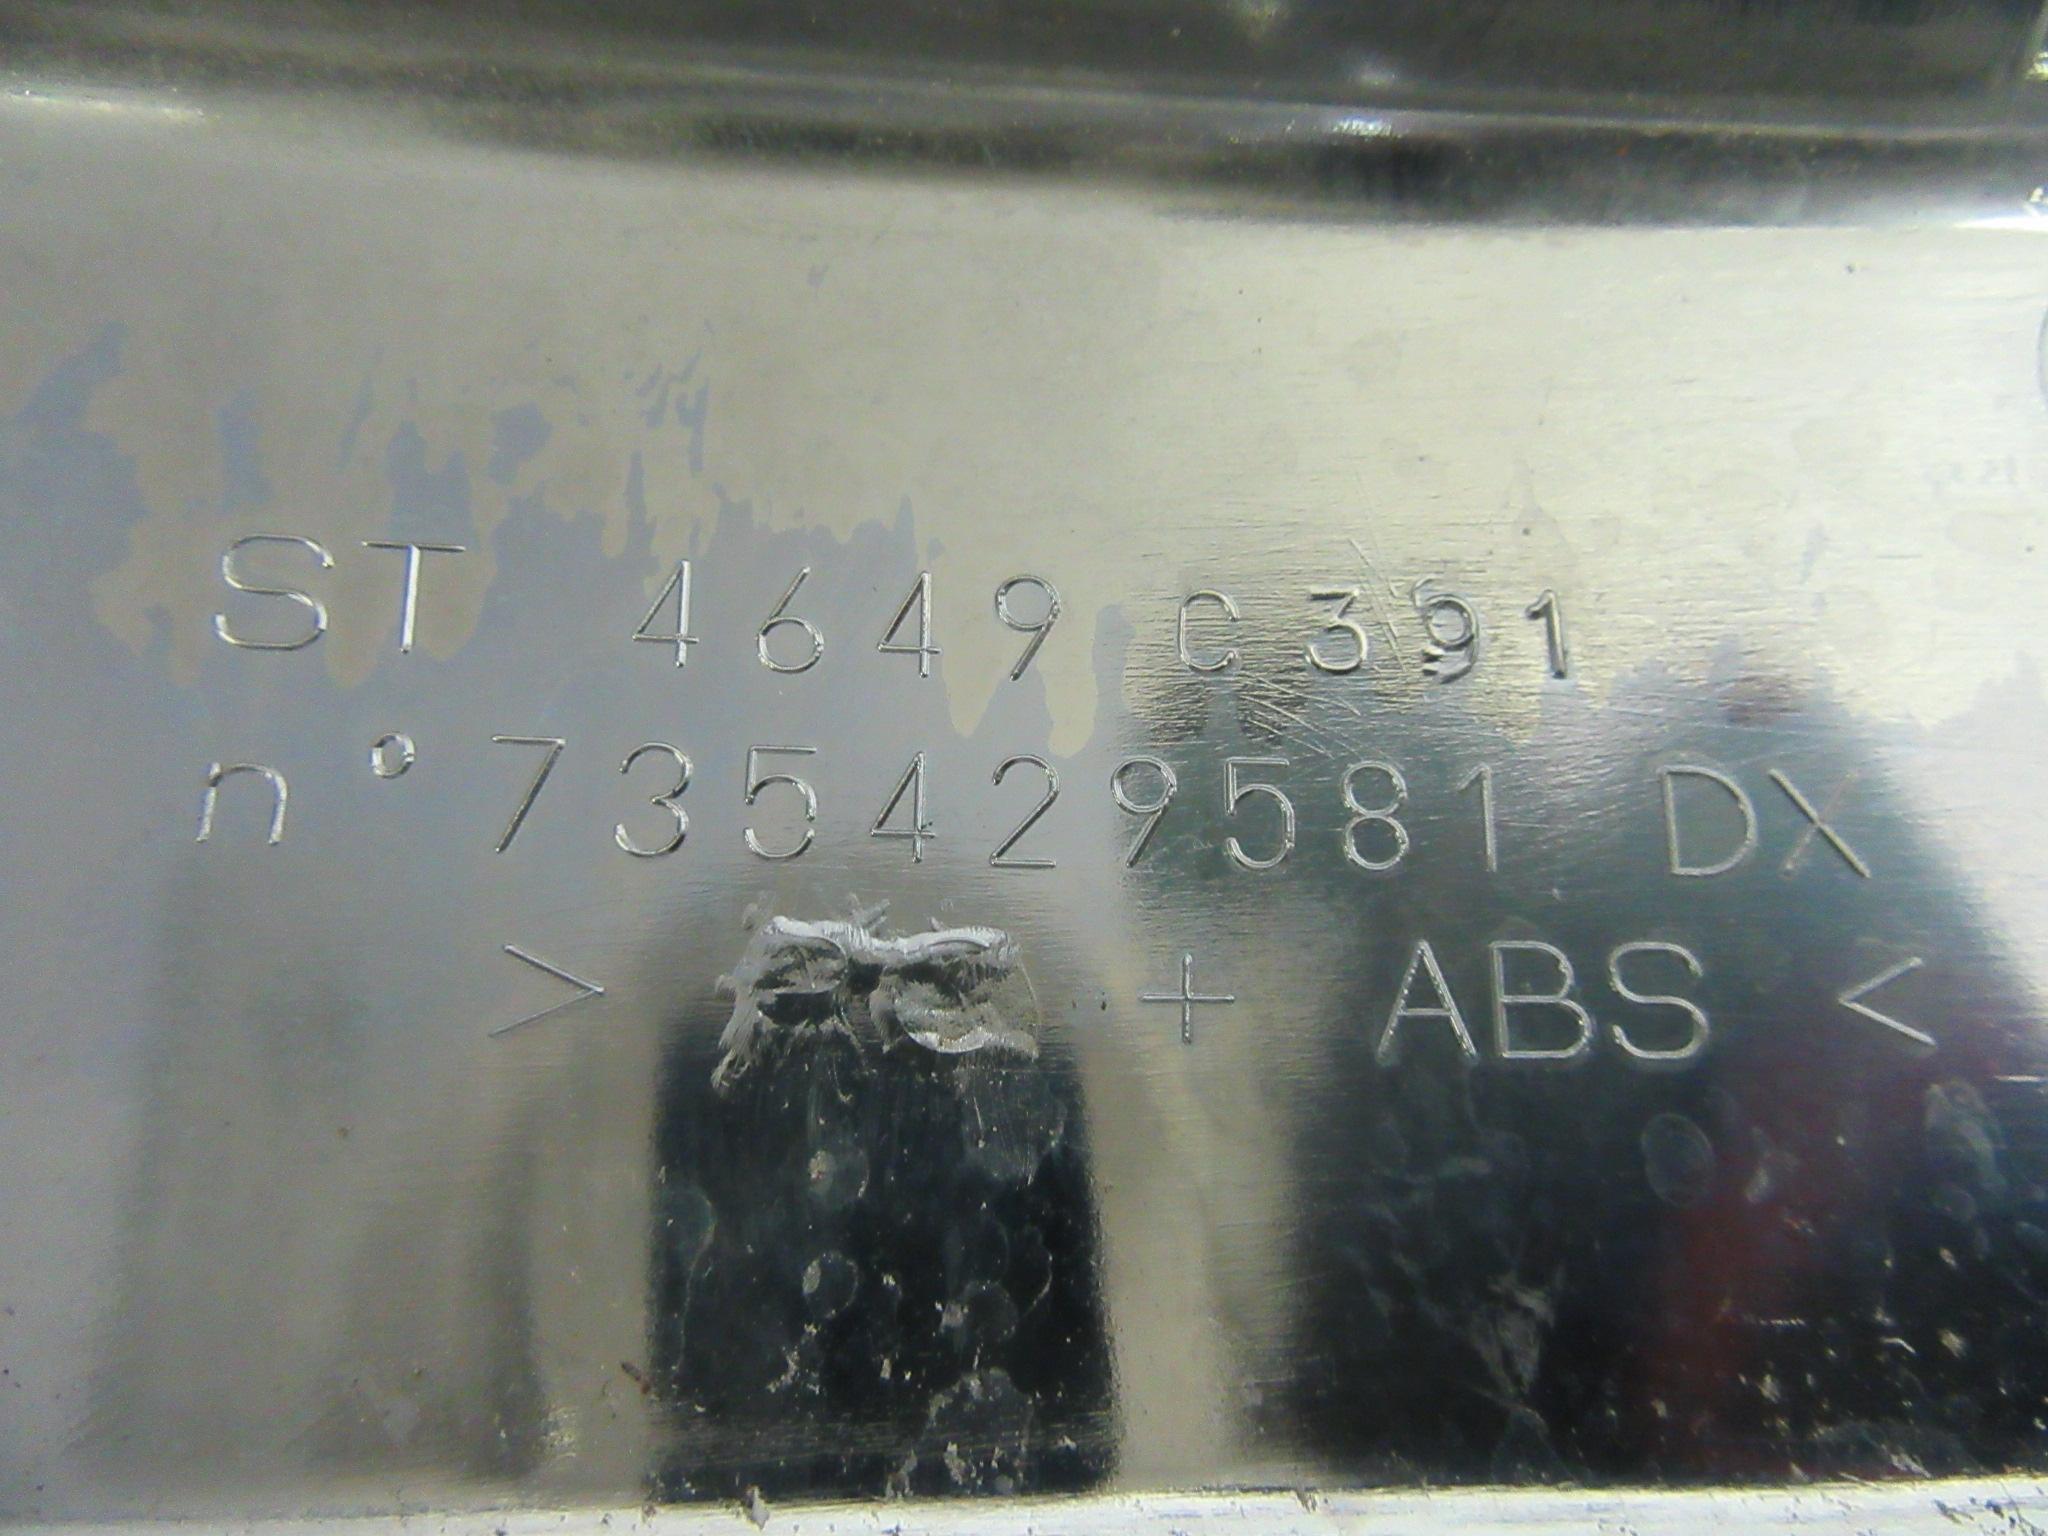 ST 4649 C391
n°735429581 DX
> + ABS <